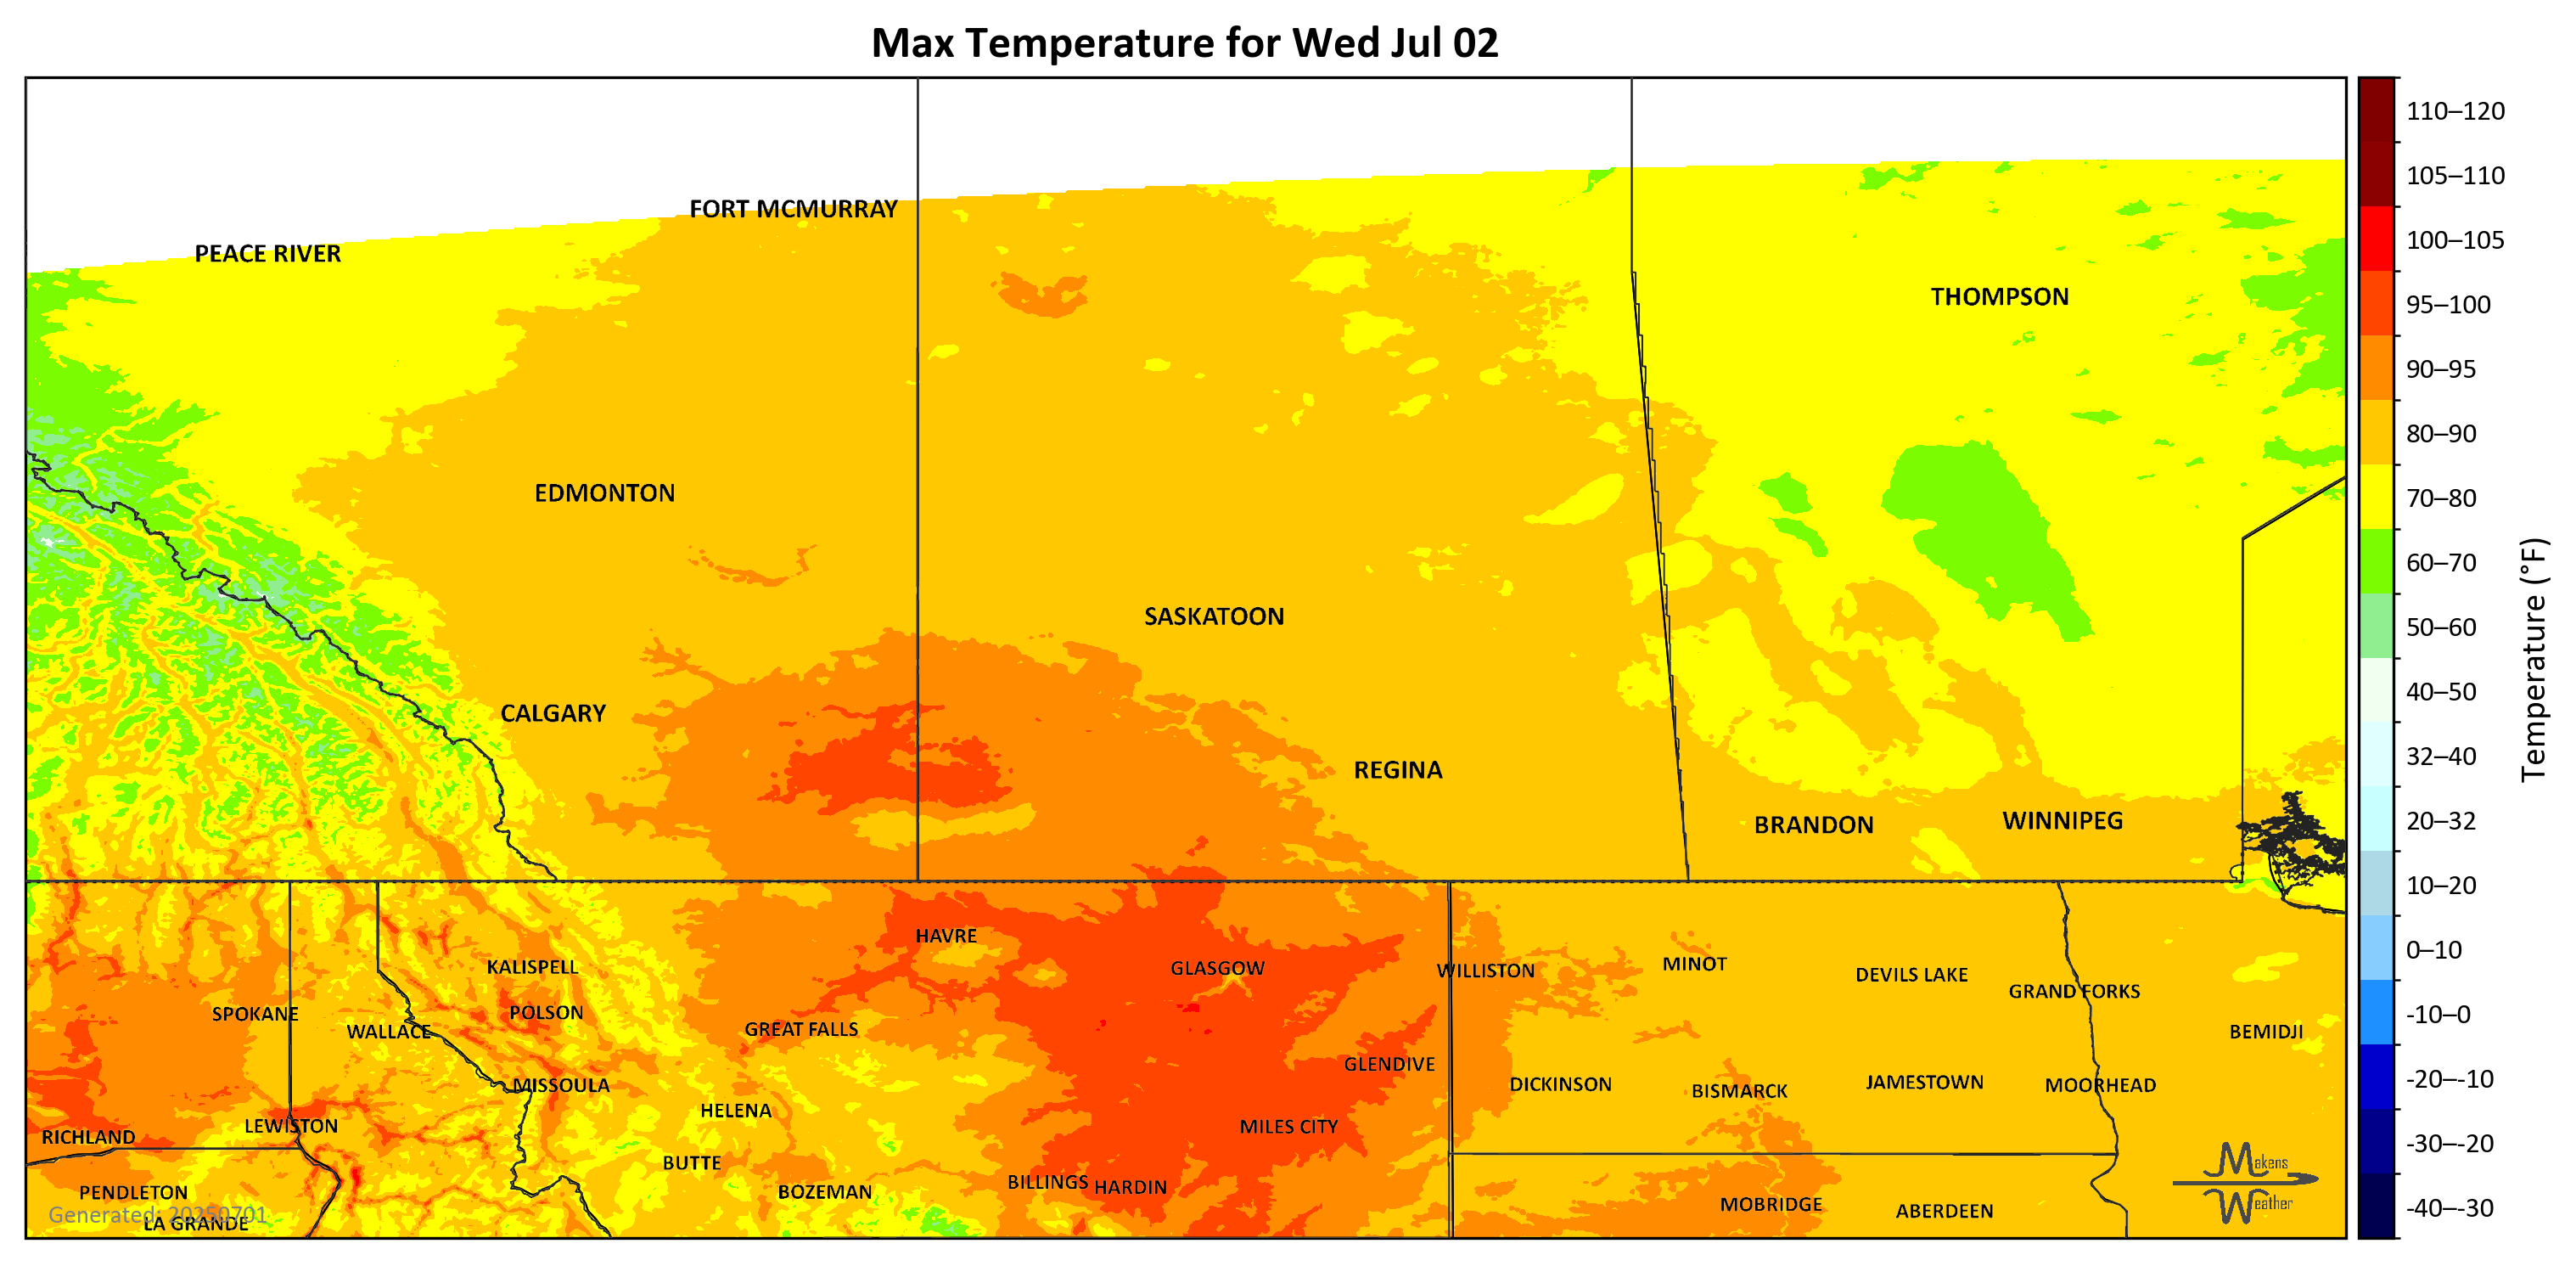 Max Temperature for Wed Jul 02
110–120
105–110
FORT MCMURRAY
100–105
PEACE RIVER
THOMPSON
95–100
90–95
80–90
EDMONTON
70–80
60–70
SASKATOON
50–60
Temperature (°F)
40–50
CALGARY
32–40
REGINA
20–32
BRANDON
WINNIPEG
10–20
HAVRE
0–10
KALISPELL
GLASGOW
WILLISTON
MINOT
DEVILS LAKE
GRAND FORKS
SPOKANE
POLSON
-10–0
WALLACE
GREAT FALLS
BEMIDJI
GLENDIVE
-20–-10
MISSOULA
DICKINSON
BISMARCK
JAMESTOWN
MOORHEAD
HELENA
LEWISTON
MILES CITY
RICHLAND
-30–-20
BUTTE
Makens
BILLINGS
HARDIN
PENDLETON
BOZEMAN
Weather
MOBRIDGE
ABERDEEN
-40–-30
Generated: 20250701
LA GRANDE